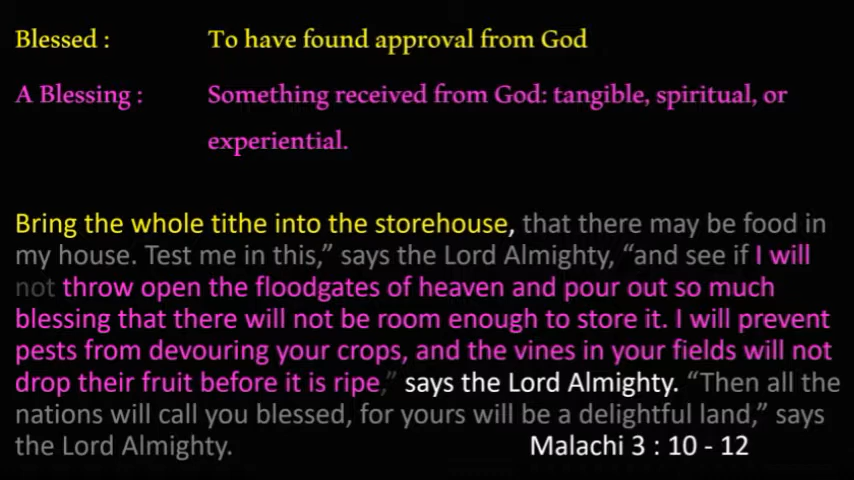 Blessed : To have found approval from God
A Blessing : Something received from God: tangible, spiritual, or
experiential.
Bring the whole tithe into the storehouse, that there may be food in
my house. Test me in this,” says the Lord Almighty, “and see if I will
not throw open the floodgates of heaven and pour out so much
blessing that there will not be room enough to store it. I will prevent
pests from devouring your crops, and the vines in your fields will not
drop their fruit before it is ripe,” says the Lord Almighty. “Then all the
nations will call you blessed, for yours will be a delightful land,” says
the Lord Almighty. Malachi 3 : 10 - 12